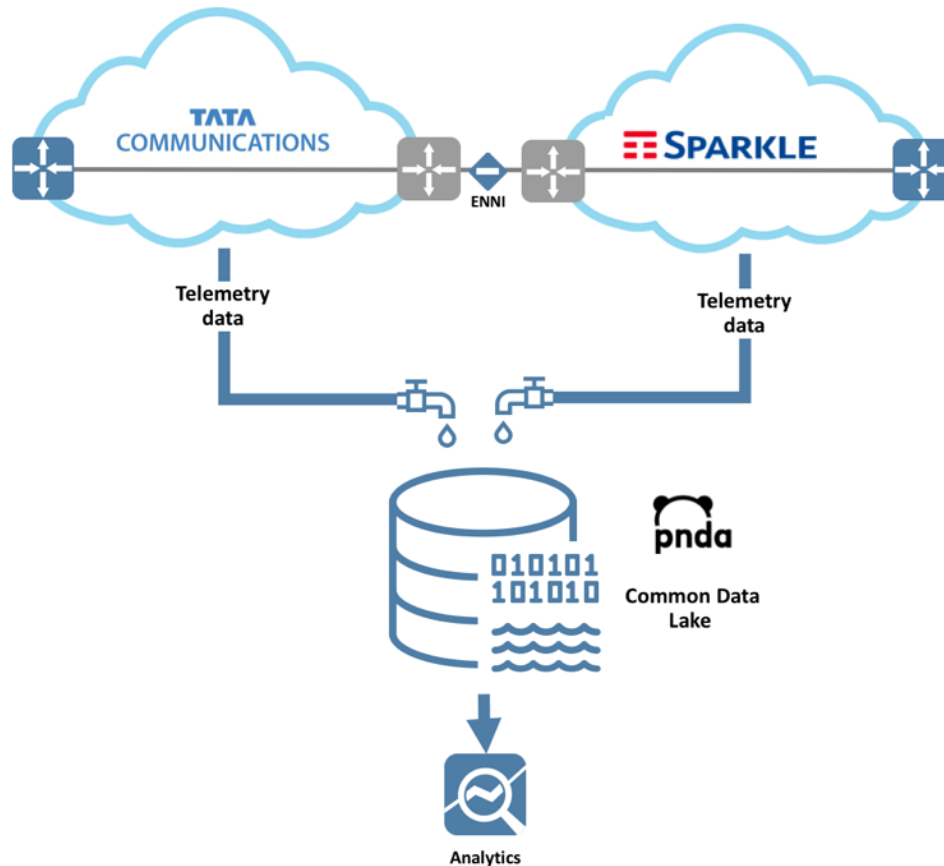 TATA
COMMUNICATIONS
SPARKLE
ENNI
Telemetry
data
Telemetry
data
pnda
010101
101010
Common Data
Lake
Analytics